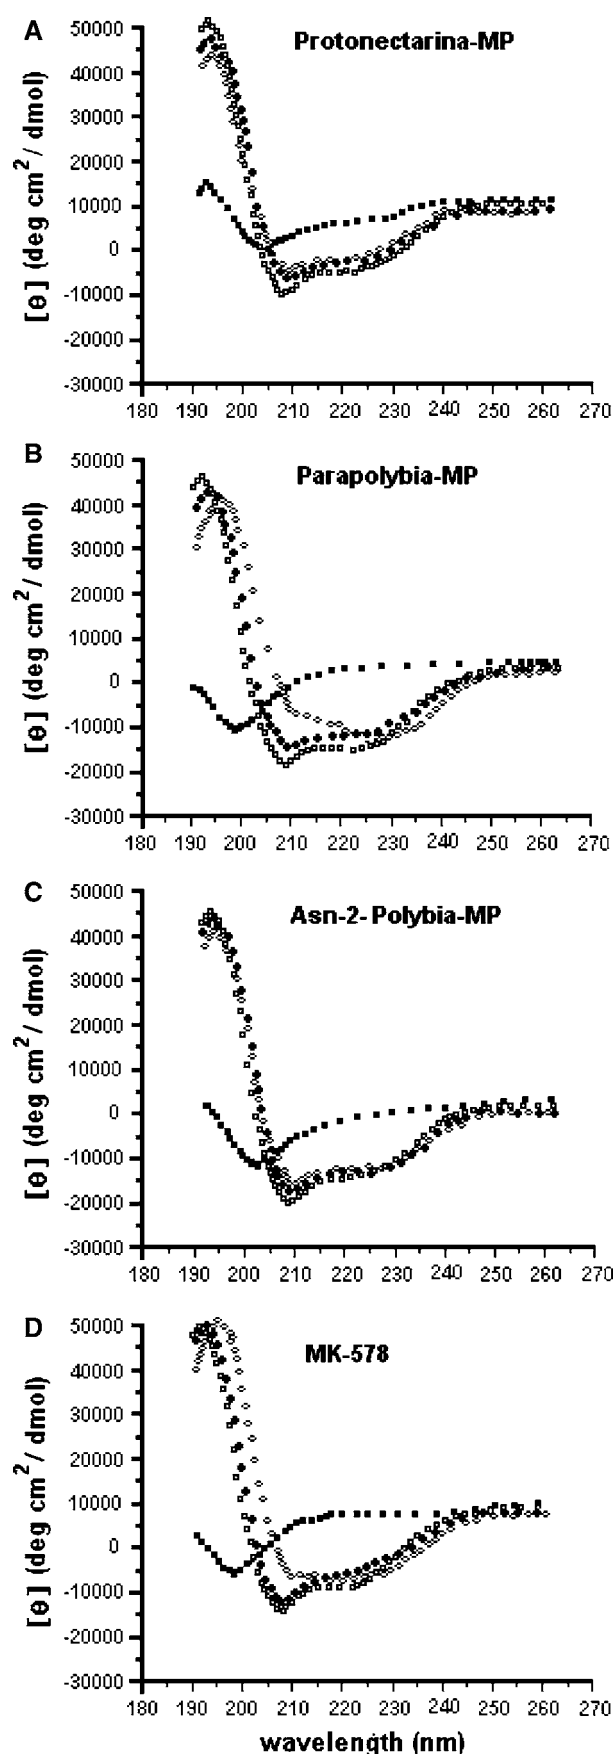 A
Protonectarina-MP
[θ] (deg cm2 / dmol)
50000
40000
30000
20000
10000
0
-10000
-20000
-30000
180 190 200 210 220 230 240 250 260 270
B
Parapolybia-MP
[θ] (deg cm2 / dmol)
50000
40000
30000
20000
10000
0
-10000
-20000
-30000
180 190 200 210 220 230 240 250 260 270
C
Asn-2- Polybia-MP
[θ] (deg cm2 / dmol)
50000
40000
30000
20000
10000
0
-10000
-20000
-30000
180 190 200 210 220 230 240 250 260 270
D
MK-578
[θ] (deg cm2 / dmol)
50000
40000
30000
20000
10000
0
-10000
-20000
-30000
180 190 200 210 220 230 240 250 260 270
wavelength (nm)